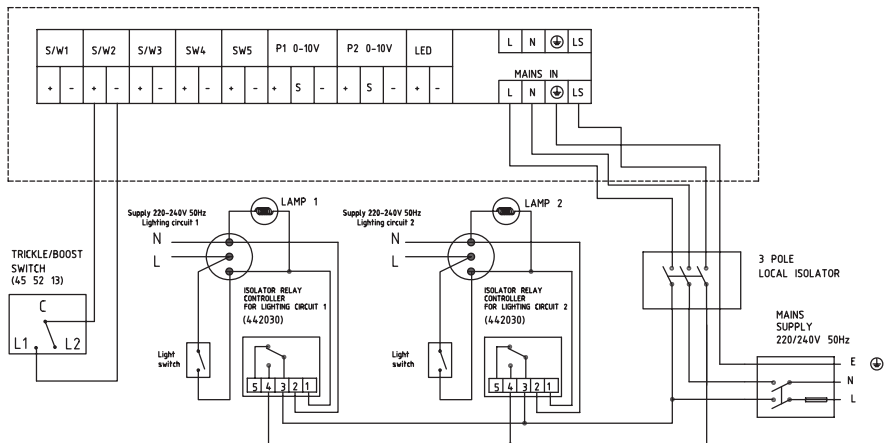 S/W1 S/W2 S/W3 SW4 SW5 P1 0-10V P2 0-10V LED
L N LS
MAINS IN
+ - + - + - + - + - + S - + S - + - L N LS
LAMP 1
LAMP 2
Supply 220-240V 50Hz
Lighting circuit 1
Supply 220-240V 50Hz
Lighting circuit 2
N
L
N
L
TRICKLE/BOOST
SWITCH
(45 52 13)
C
L1 L2
3 POLE
LOCAL ISOLATOR
ISOLATOR RELAY
CONTROLLER
FOR LIGHTING CIRCUIT 1
(442030)
ISOLATOR RELAY
CONTROLLER
FOR LIGHTING CIRCUIT 2
(442030)
MAINS
SUPPLY
220/240V 50Hz
Light
switch
Light
switch
E
N
L
5 4 3 2 1
5 4 3 2 1